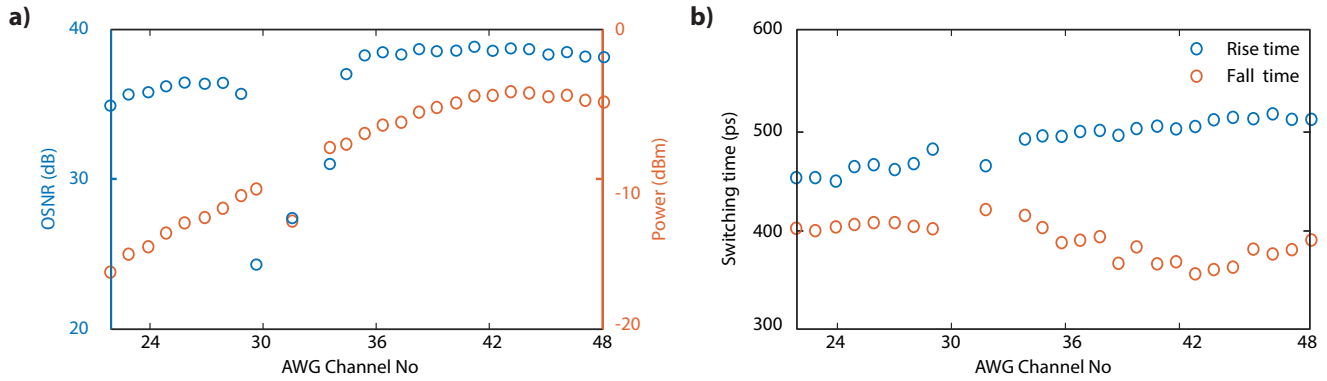 a)
40
30
20
OSNR (dB)
0
-10
-20
Power (dBm)
24 30 36 42 48
AWG Channel No
b)
600
500
400
300
Switching time (ps)
Rise time
Fall time
24 30 36 42 48
AWG Channel No